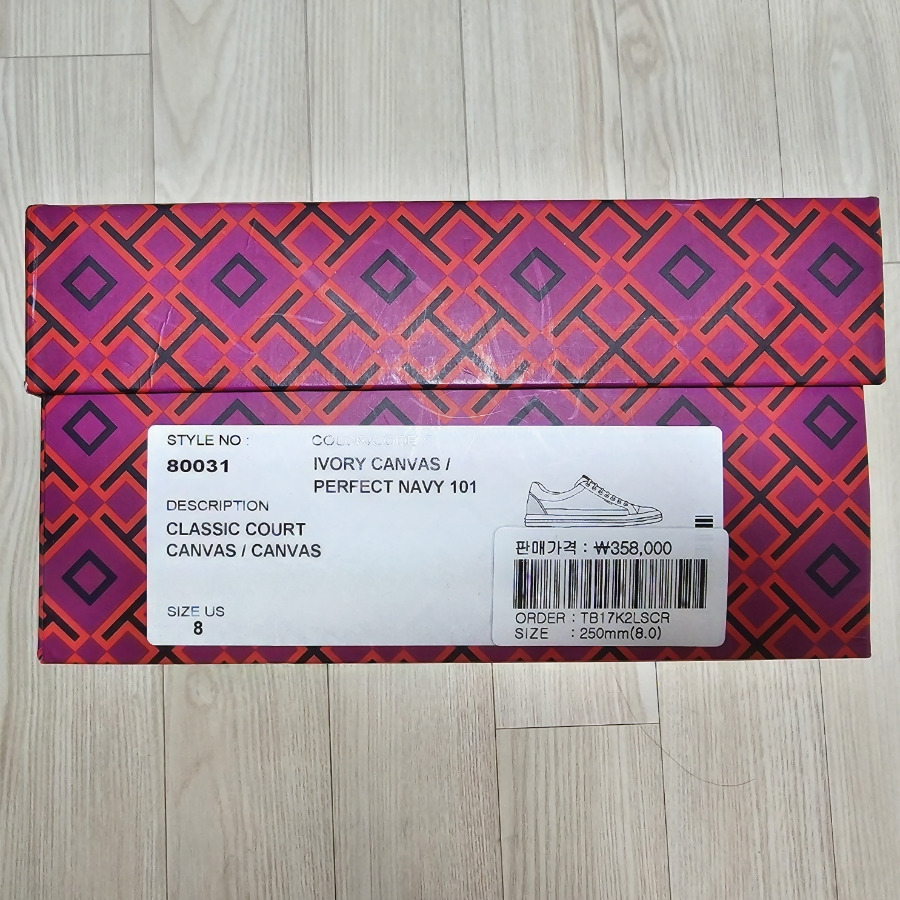 STYLE NO :
80031
DESCRIPTION
CLASSIC COURT
CANVAS / CANVAS
SIZE US
8
IVORY CANVAS /
PERFECT NAVY 101
판매가격 : ₩358,000
ORDER : TB17K2LSCR
SIZE : 250mm(8.0)